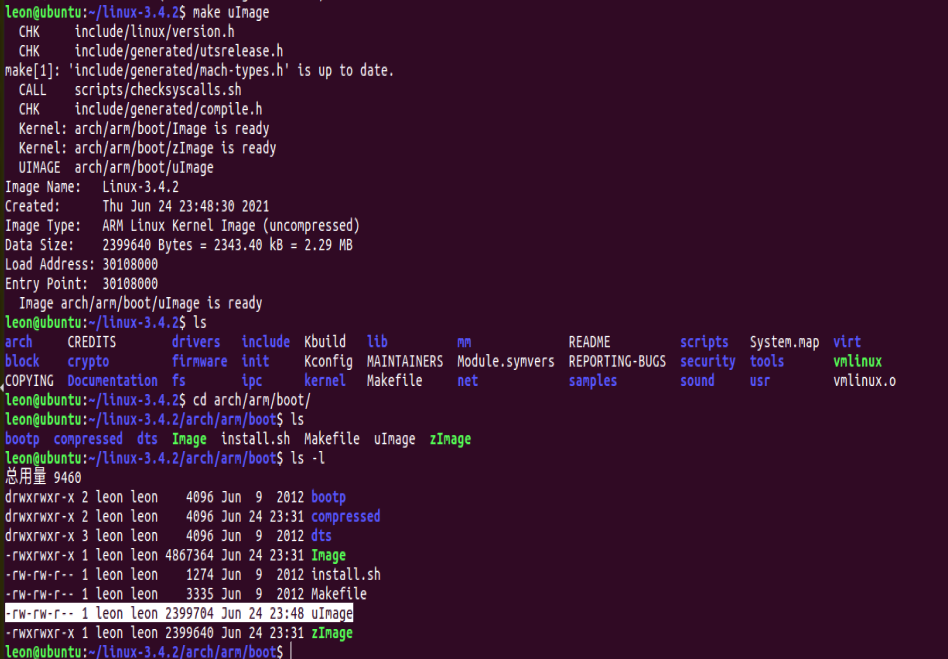 leon@ubuntu:~/linux-3.4.2$ make uImage
  CHK     include/linux/version.h
  CHK     include/generated/utsrelease.h
make[1]: 'include/generated/mach-types.h' is up to date.
  CALL    scripts/checksyscalls.sh
  CHK     include/generated/compile.h
  Kernel: arch/arm/boot/Image is ready
  Kernel: arch/arm/boot/zImage is ready
  UIMAGE  arch/arm/boot/uImage
Image Name:   Linux-3.4.2
Created:      Thu Jun 24 23:48:30 2021
Image Type:   ARM Linux Kernel Image (uncompressed)
Data Size:    2399640 Bytes = 2343.40 kB = 2.29 MB
Load Address: 30108000
Entry Point:  30108000
  Image arch/arm/boot/uImage is ready
leon@ubuntu:~/linux-3.4.2$ ls
arch     CREDITS        drivers   include  Kbuild   lib          mm              README          scripts   System.map  virt
block    crypto         firmware  init     Kconfig  MAINTAINERS  Module.symvers  REPORTING-BUGS  security  tools       vmlinux
COPYING  Documentation  fs        ipc      kernel   Makefile     net             samples         sound     usr         vmlinux.o
leon@ubuntu:~/linux-3.4.2$ cd arch/arm/boot/
leon@ubuntu:~/linux-3.4.2/arch/arm/boot$ ls
bootp  compressed  dts  Image  install.sh  Makefile  uImage  zImage
leon@ubuntu:~/linux-3.4.2/arch/arm/boot$ ls -l
总用量 9460
drwxrwxr-x 2 leon leon    4096 Jun  9  2012 bootp
drwxrwxr-x 2 leon leon    4096 Jun 24 23:31 compressed
drwxrwxr-x 3 leon leon    4096 Jun  9  2012 dts
-rwxrwxr-x 1 leon leon 4867364 Jun 24 23:31 Image
-rw-rw-r-- 1 leon leon    1274 Jun  9  2012 install.sh
-rw-rw-r-- 1 leon leon    3335 Jun  9  2012 Makefile
-rw-rw-r-- 1 leon leon 2399704 Jun 24 23:48 uImage
-rwxrwxr-x 1 leon leon 2399640 Jun 24 23:31 zImage
leon@ubuntu:~/linux-3.4.2/arch/arm/boot$